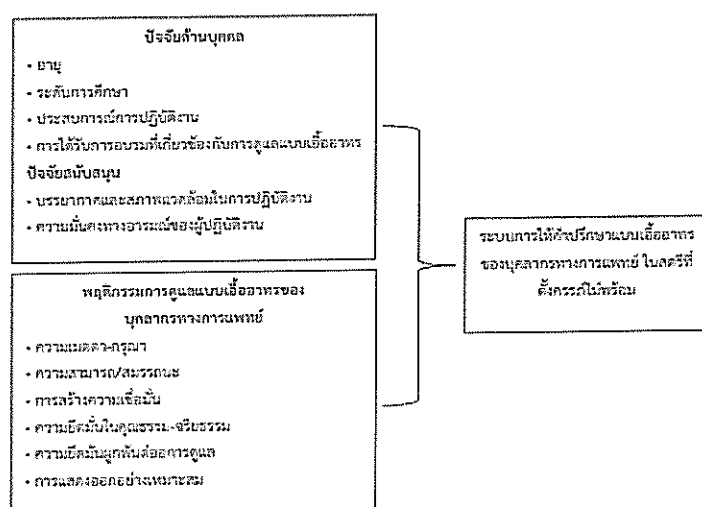 ปัจจัยด้านบุคคล
- อายุ
- ระดับการศึกษา
- ประสบการณ์การปฏิบัติงาน
- การได้รับการอบรมที่เกี่ยวข้องกับการดูแลแบบเอื้ออาทร
ปัจจัยสนับสนุน
- บรรยากาศและสภาพแวดล้อมในการปฏิบัติงาน
- ความมั่นคงทางอารมณ์ของผู้ปฏิบัติงาน
พฤติกรรมการดูแลแบบเอื้ออาทรของ
บุคลากรทางการแพทย์
- ความเมตตา-กรุณา
- ความสามารถ/สมรรถนะ
- การสร้างความเชื่อมั่น
- ความยึดมั่นในคุณธรรม-จริยธรรม
- ความยึดมั่นผูกพันต่อการดูแล
- การแสดงออกอย่างเหมาะสม
ระบบการให้คำปรึกษาแบบเอื้ออาทร
ของบุคลากรทางการแพทย์ ในสตรีที่
ตั้งครรภ์ไม่พร้อม